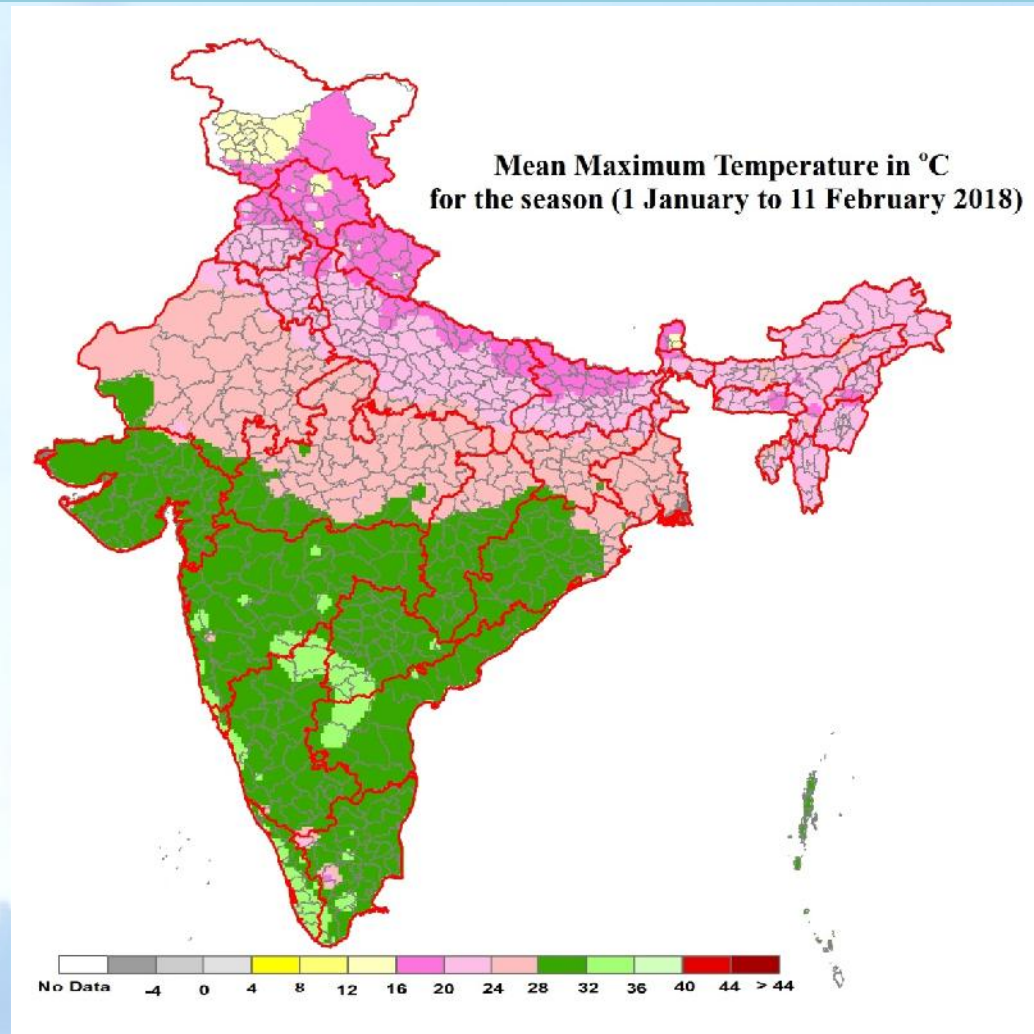 Mean Maximum Temperature in °C
for the season (1 January to 11 February 2018)
No Data -4 0 4 8 12 16 20 24 28 32 36 40 44 > 44